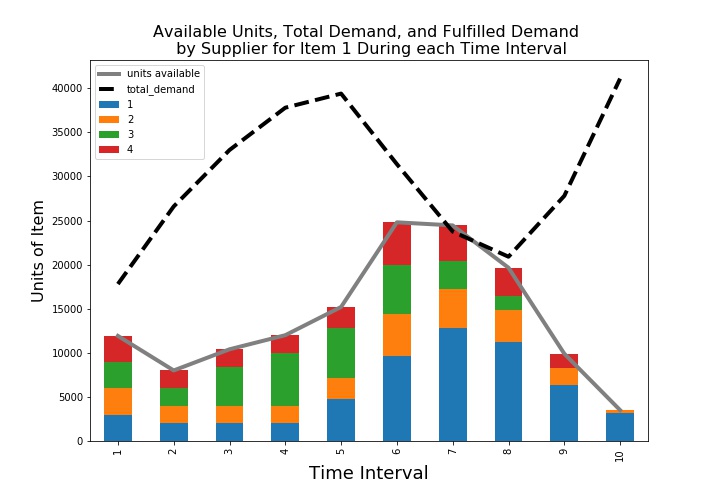 Available Units, Total Demand, and Fulfilled Demand
by Supplier for Item 1 During each Time Interval
units available
total_demand
1
2
3
4
Units of Item
40000
35000
30000
25000
20000
15000
10000
5000
0
1 2 3 4 5 6 7 8 9 10
Time Interval